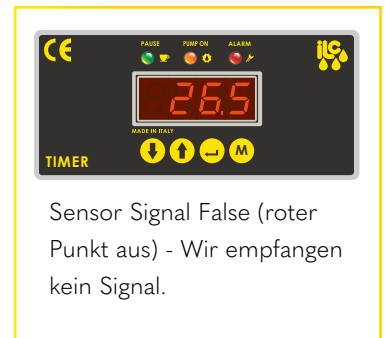 CE
PAUSE PUMP ON ALARM
ilc
26.5
MADE IN ITALY
TIMER
M
Sensor Signal False (roter
Punkt aus) - Wir empfangen
kein Signal.